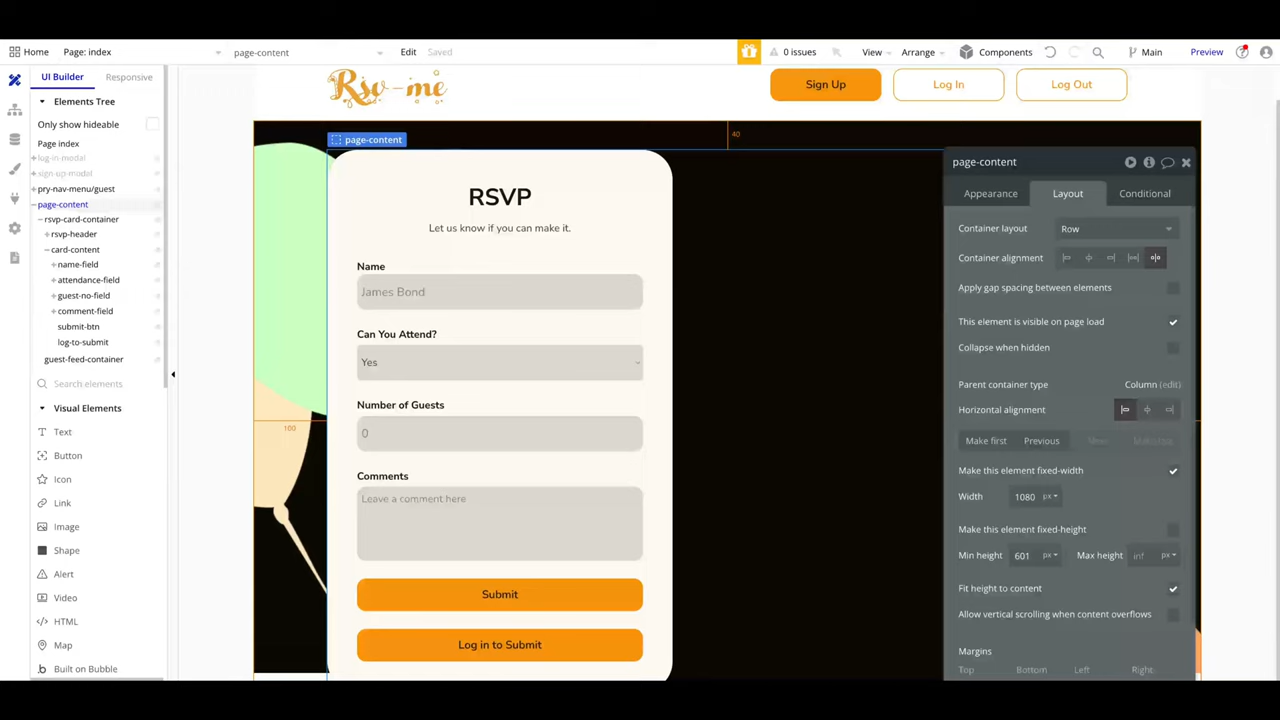 Home Page: index page-content Edit Saved 0 issues View Arrange Components Main Preview
UI Builder Responsive
Rsv-me
Sign Up Log In Log Out
Elements Tree
Only show hideable
Page index
log-in-modal
sign-up-modal
pry-nav-menu/guest
page-content
rsvp-card-container
rsvp-header
card-content
name-field
attendance-field
guest-no-field
comment-field
submit-btn
log-to-submit
guest-feed-container
Search elements
Visual Elements
Text
Button
Icon
Link
Image
Shape
Alert
Video
HTML
Map
Built on Bubble
40
page-content
100
RSVP
Let us know if you can make it.
Name
James Bond
Can You Attend?
Yes
Number of Guests
0
Comments
Leave a comment here
Submit
Log in to Submit
page-content
Appearance Layout Conditional
Container layout Row
Container alignment
Apply gap spacing between elements
This element is visible on page load
Collapse when hidden
Parent container type Column (edit)
Horizontal alignment
Make first Previous
Make this element fixed-width
Width 1080 px
Make this element fixed-height
Min height 601 px Max height inf px
Fit height to content
Allow vertical scrolling when content overflows
Margins
Top Bottom Left Right